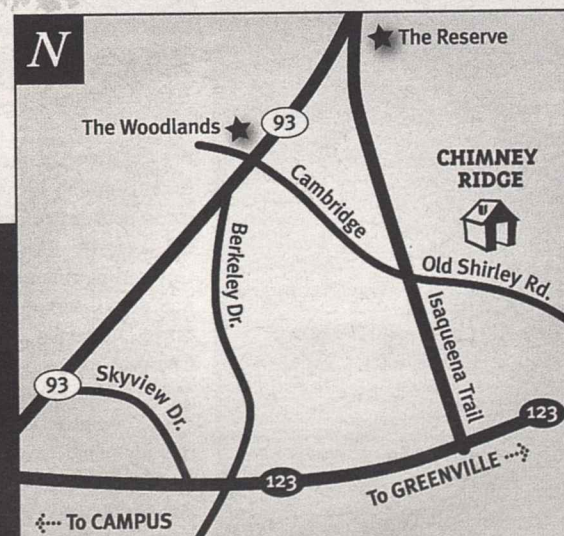 N
The Reserve
The Woodlands
93
CHIMNEY
RIDGE
Cambridge
Berkeley Dr.
Old Shirley Rd.
Isaqueena Trail
93
Skyview Dr.
123
123
To GREENVILLE
To CAMPUS